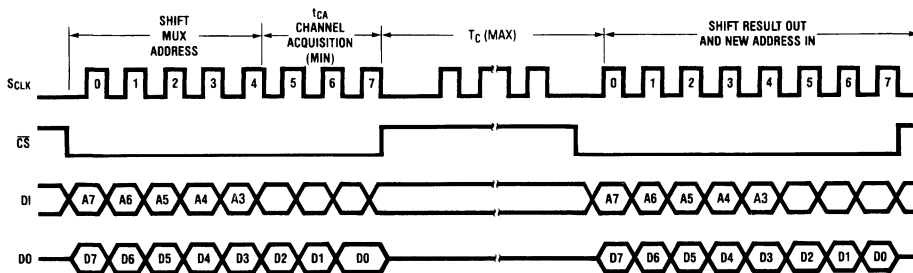 SHIFT
MUX
ADDRESS
tCA
CHANNEL
ACQUISITION
(MIN)
TC (MAX)
SHIFT RESULT OUT
AND NEW ADDRESS IN
SCLK 0 1 2 3 4 5 6 7 0 1 2 3 4 5 6 7
CS
DI A7 A6 A5 A4 A3 A7 A6 A5 A4 A3
DO D7 D6 D5 D4 D3 D2 D1 D0 D7 D6 D5 D4 D3 D2 D1 D0